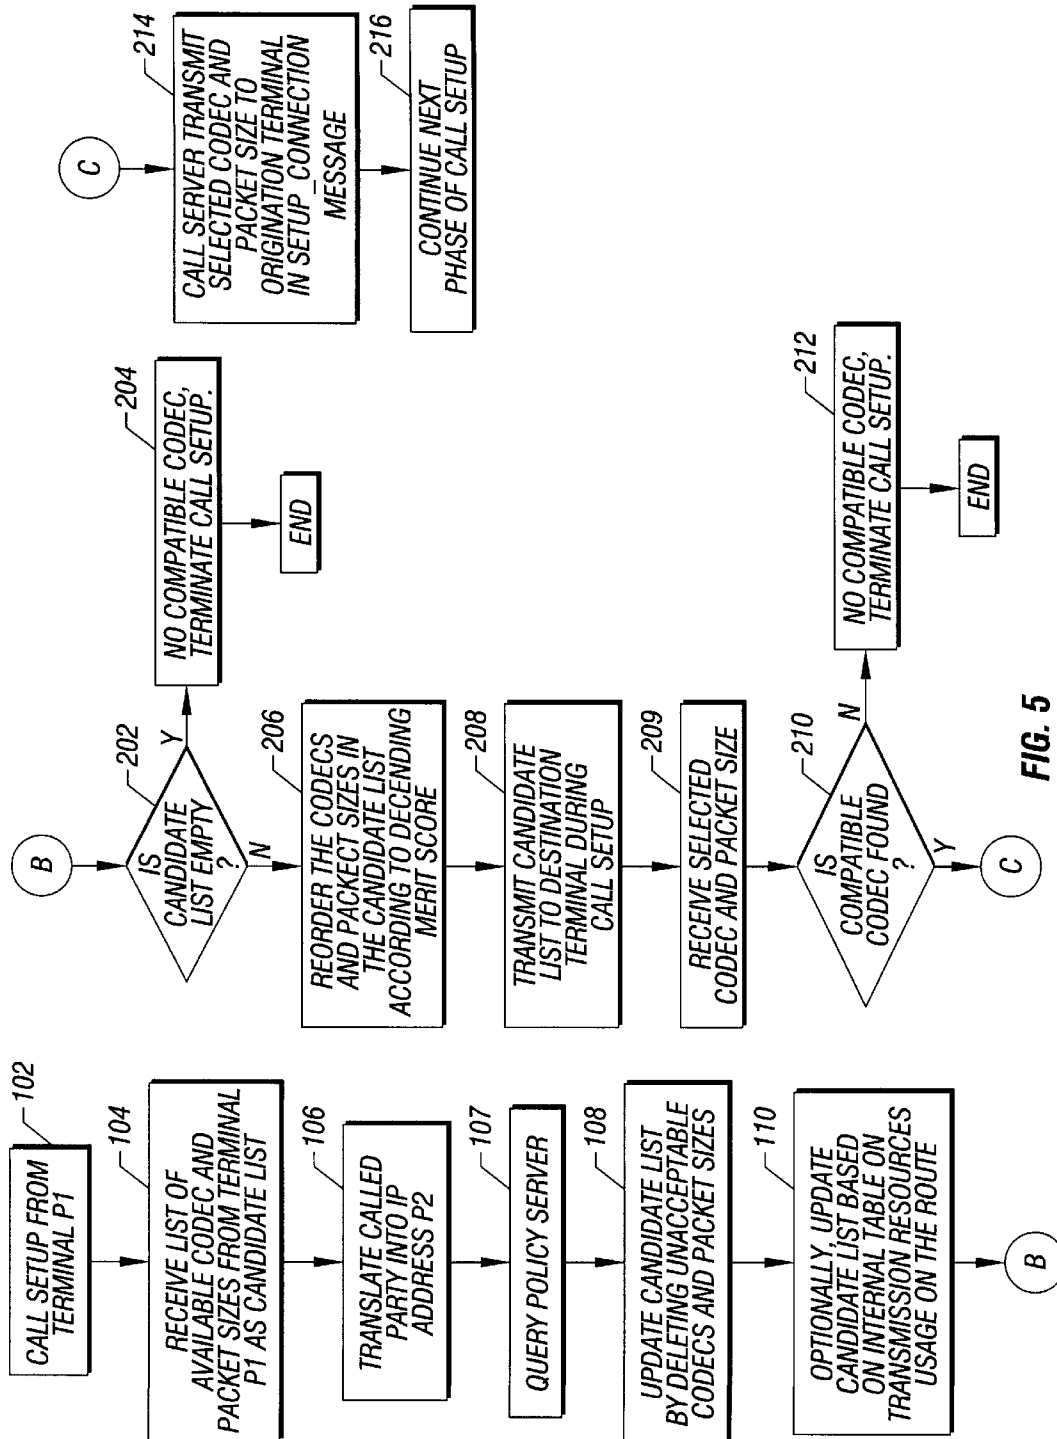 102
CALL SETUP FROM
TERMINAL P1
104
RECEIVE LIST OF
AVAILABLE CODEC AND
PACKET SIZES FROM TERMINAL
P1 AS CANDIDATE LIST
106
TRANSLATE CALLED
PARTY INTO IP
ADDRESS P2
107
QUERY POLICY SERVER
108
UPDATE CANDIDATE LIST
BY DELETING UNACCEPTABLE
CODECS AND PACKET SIZES
110
OPTIONALLY, UPDATE
CANDIDATE LIST BASED
ON INTERNAL TABLE ON
TRANSMISSION RESOURCES
USAGE ON THE ROUTE
B
B
202
IS
CANDIDATE
LIST EMPTY
?
Y
N
204
NO COMPATIBLE CODEC,
TERMINATE CALL SETUP.
END
206
REORDER THE CODECS
AND PACKECT SIZES IN
THE CANDIDATE LIST
ACCORDING TO DECENDING
MERIT SCORE
208
TRANSMIT CANDIDATE
LIST TO DESTINATION
TERMINAL DURING
CALL SETUP
209
RECEIVE SELECTED
CODEC AND PACKET SIZE
210
IS
COMPATIBLE
CODEC FOUND
?
N
Y
212
NO COMPATIBLE CODEC,
TERMINATE CALL SETUP.
END
C
C
214
CALL SERVER TRANSMIT
SELECTED CODEC AND
PACKET SIZE TO
ORIGINATION TERMINAL
IN SETUP_CONNECTION
MESSAGE
216
CONTINUE NEXT
PHASE OF CALL SETUP
FIG. 5